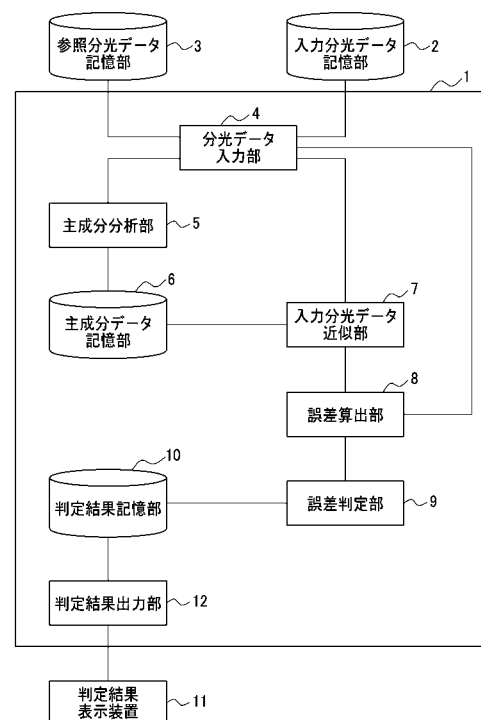 参照分光データ
記憶部
3
入力分光データ
記憶部
2
1
4
分光データ
入力部
主成分分析部
5
6
主成分データ
記憶部
7
入力分光データ
近似部
8
誤差算出部
10
判定結果記憶部
誤差判定部
9
判定結果出力部
12
判定結果
表示装置
11